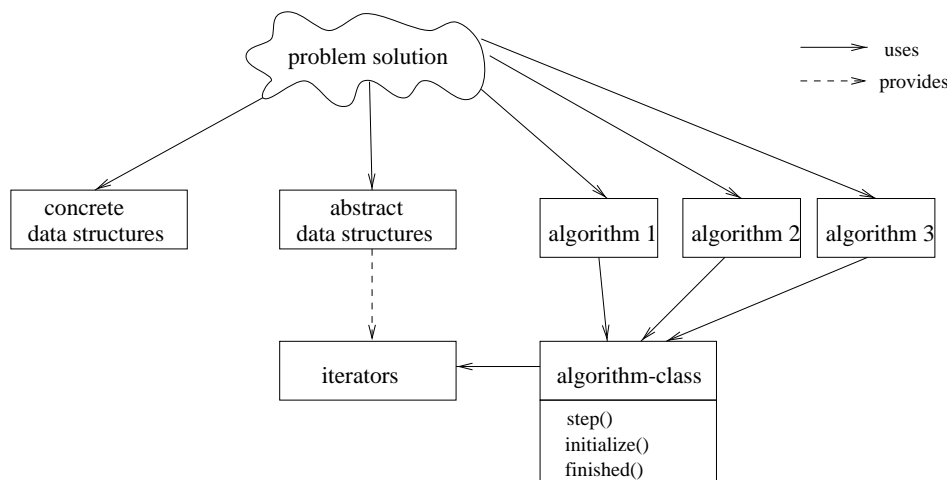 problem solution
uses
provides
concrete
data structures
abstract
data structures
algorithm 1
algorithm 2
algorithm 3
iterators
algorithm-class
step()
initialize()
finished()